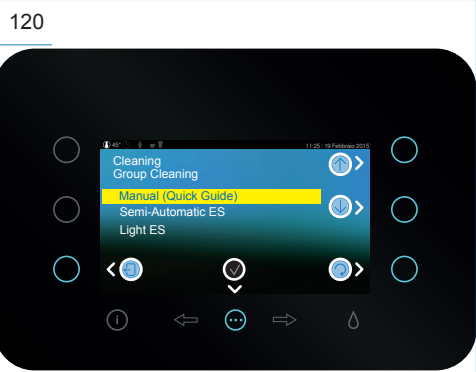 120
45°
11:25 : 19 Febbraio 2015
Cleaning
Group Cleaning
Manual (Quick Guide)
Semi-Automatic ES
Light ES
i